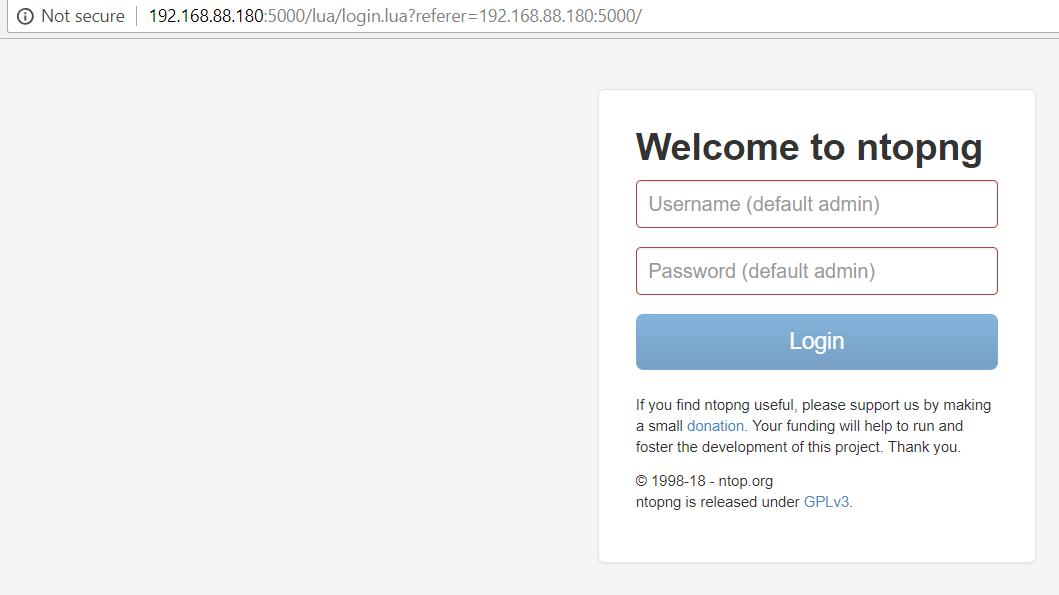 Not secure 192.168.88.180:5000/lua/login.lua?referer=192.168.88.180:5000/
Welcome to ntopng
Username (default admin)
Password (default admin)
Login
If you find ntopng useful, please support us by making
a small donation. Your funding will help to run and
foster the development of this project. Thank you.
© 1998-18 - ntop.org
ntopng is released under GPLv3.